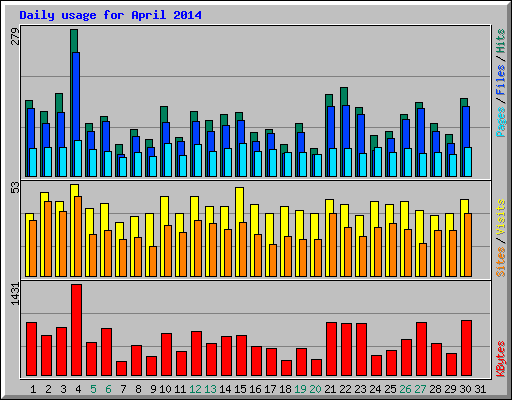 Daily usage for April 2014
279
Pages / Files / Hits
53
Sites / Visits
1431
KBytes
1 2 3 4 5 6 7 8 9 10 11 12 13 14 15 16 17 18 19 20 21 22 23 24 25 26 27 28 29 30 31